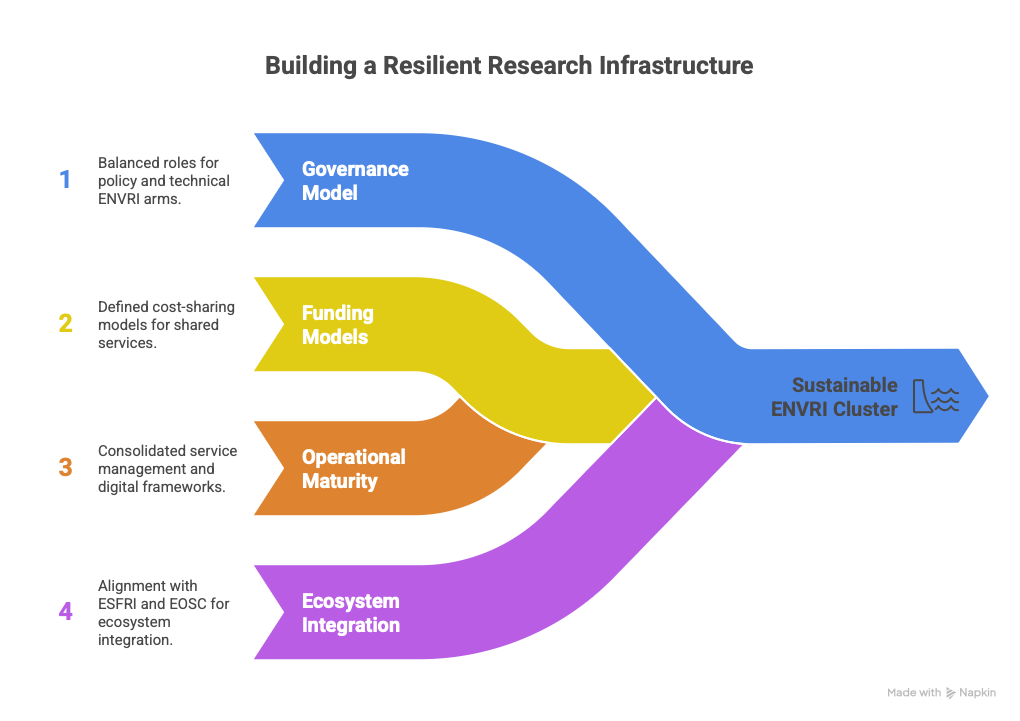 Building a Resilient Research Infrastructure
1
Balanced roles for
policy and technical
ENVRI arms.
Governance
Model
2
Defined cost-sharing
models for shared
services.
Funding
Models
3
Consolidated service
management and
digital frameworks.
Operational
Maturity
4
Alignment with
ESFRI and EOSC for
ecosystem
integration.
Ecosystem
Integration
Sustainable
ENVRI Cluster
Made with Napkin